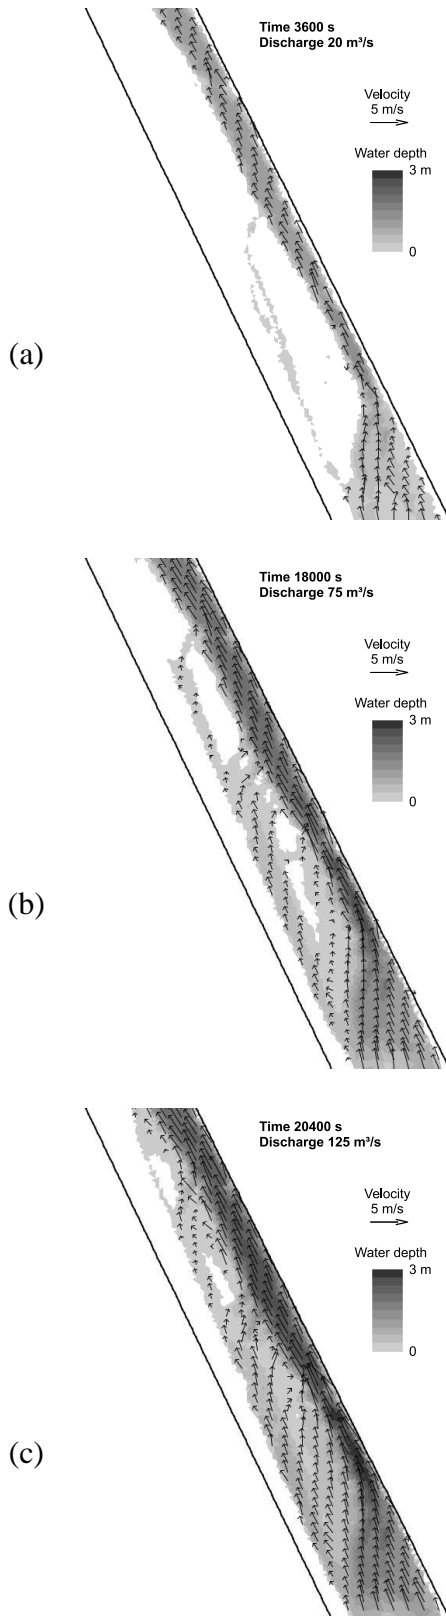 Time 3600 s
Discharge 20 m³/s
Velocity
5 m/s
Water depth
3 m
0
(a)
Time 18000 s
Discharge 75 m³/s
Velocity
5 m/s
Water depth
3 m
0
(b)
Time 20400 s
Discharge 125 m³/s
Velocity
5 m/s
Water depth
3 m
0
(c)